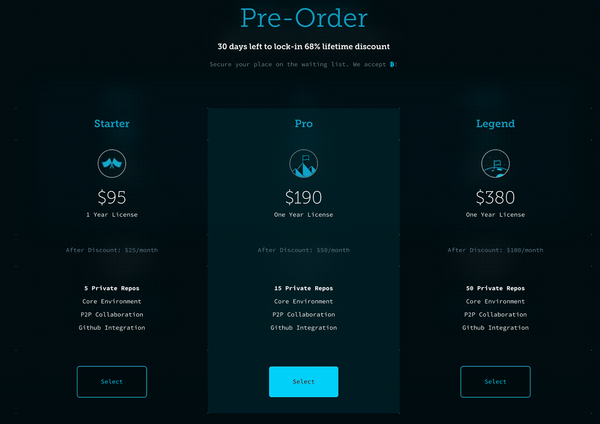 Pre-Order
30 days left to lock-in 68% lifetime discount
Secure your place on the waiting list. We accept ₿!
Starter
$95
1 Year License
After Discount: $25/month
5 Private Repos
Core Environment
P2P Collaboration
Github Integration
Select
Pro
$190
One Year License
After Discount: $50/month
15 Private Repos
Core Environment
P2P Collaboration
Github Integration
Select
Legend
$380
One Year License
After Discount: $100/month
50 Private Repos
Core Environment
P2P Collaboration
Github Integration
Select